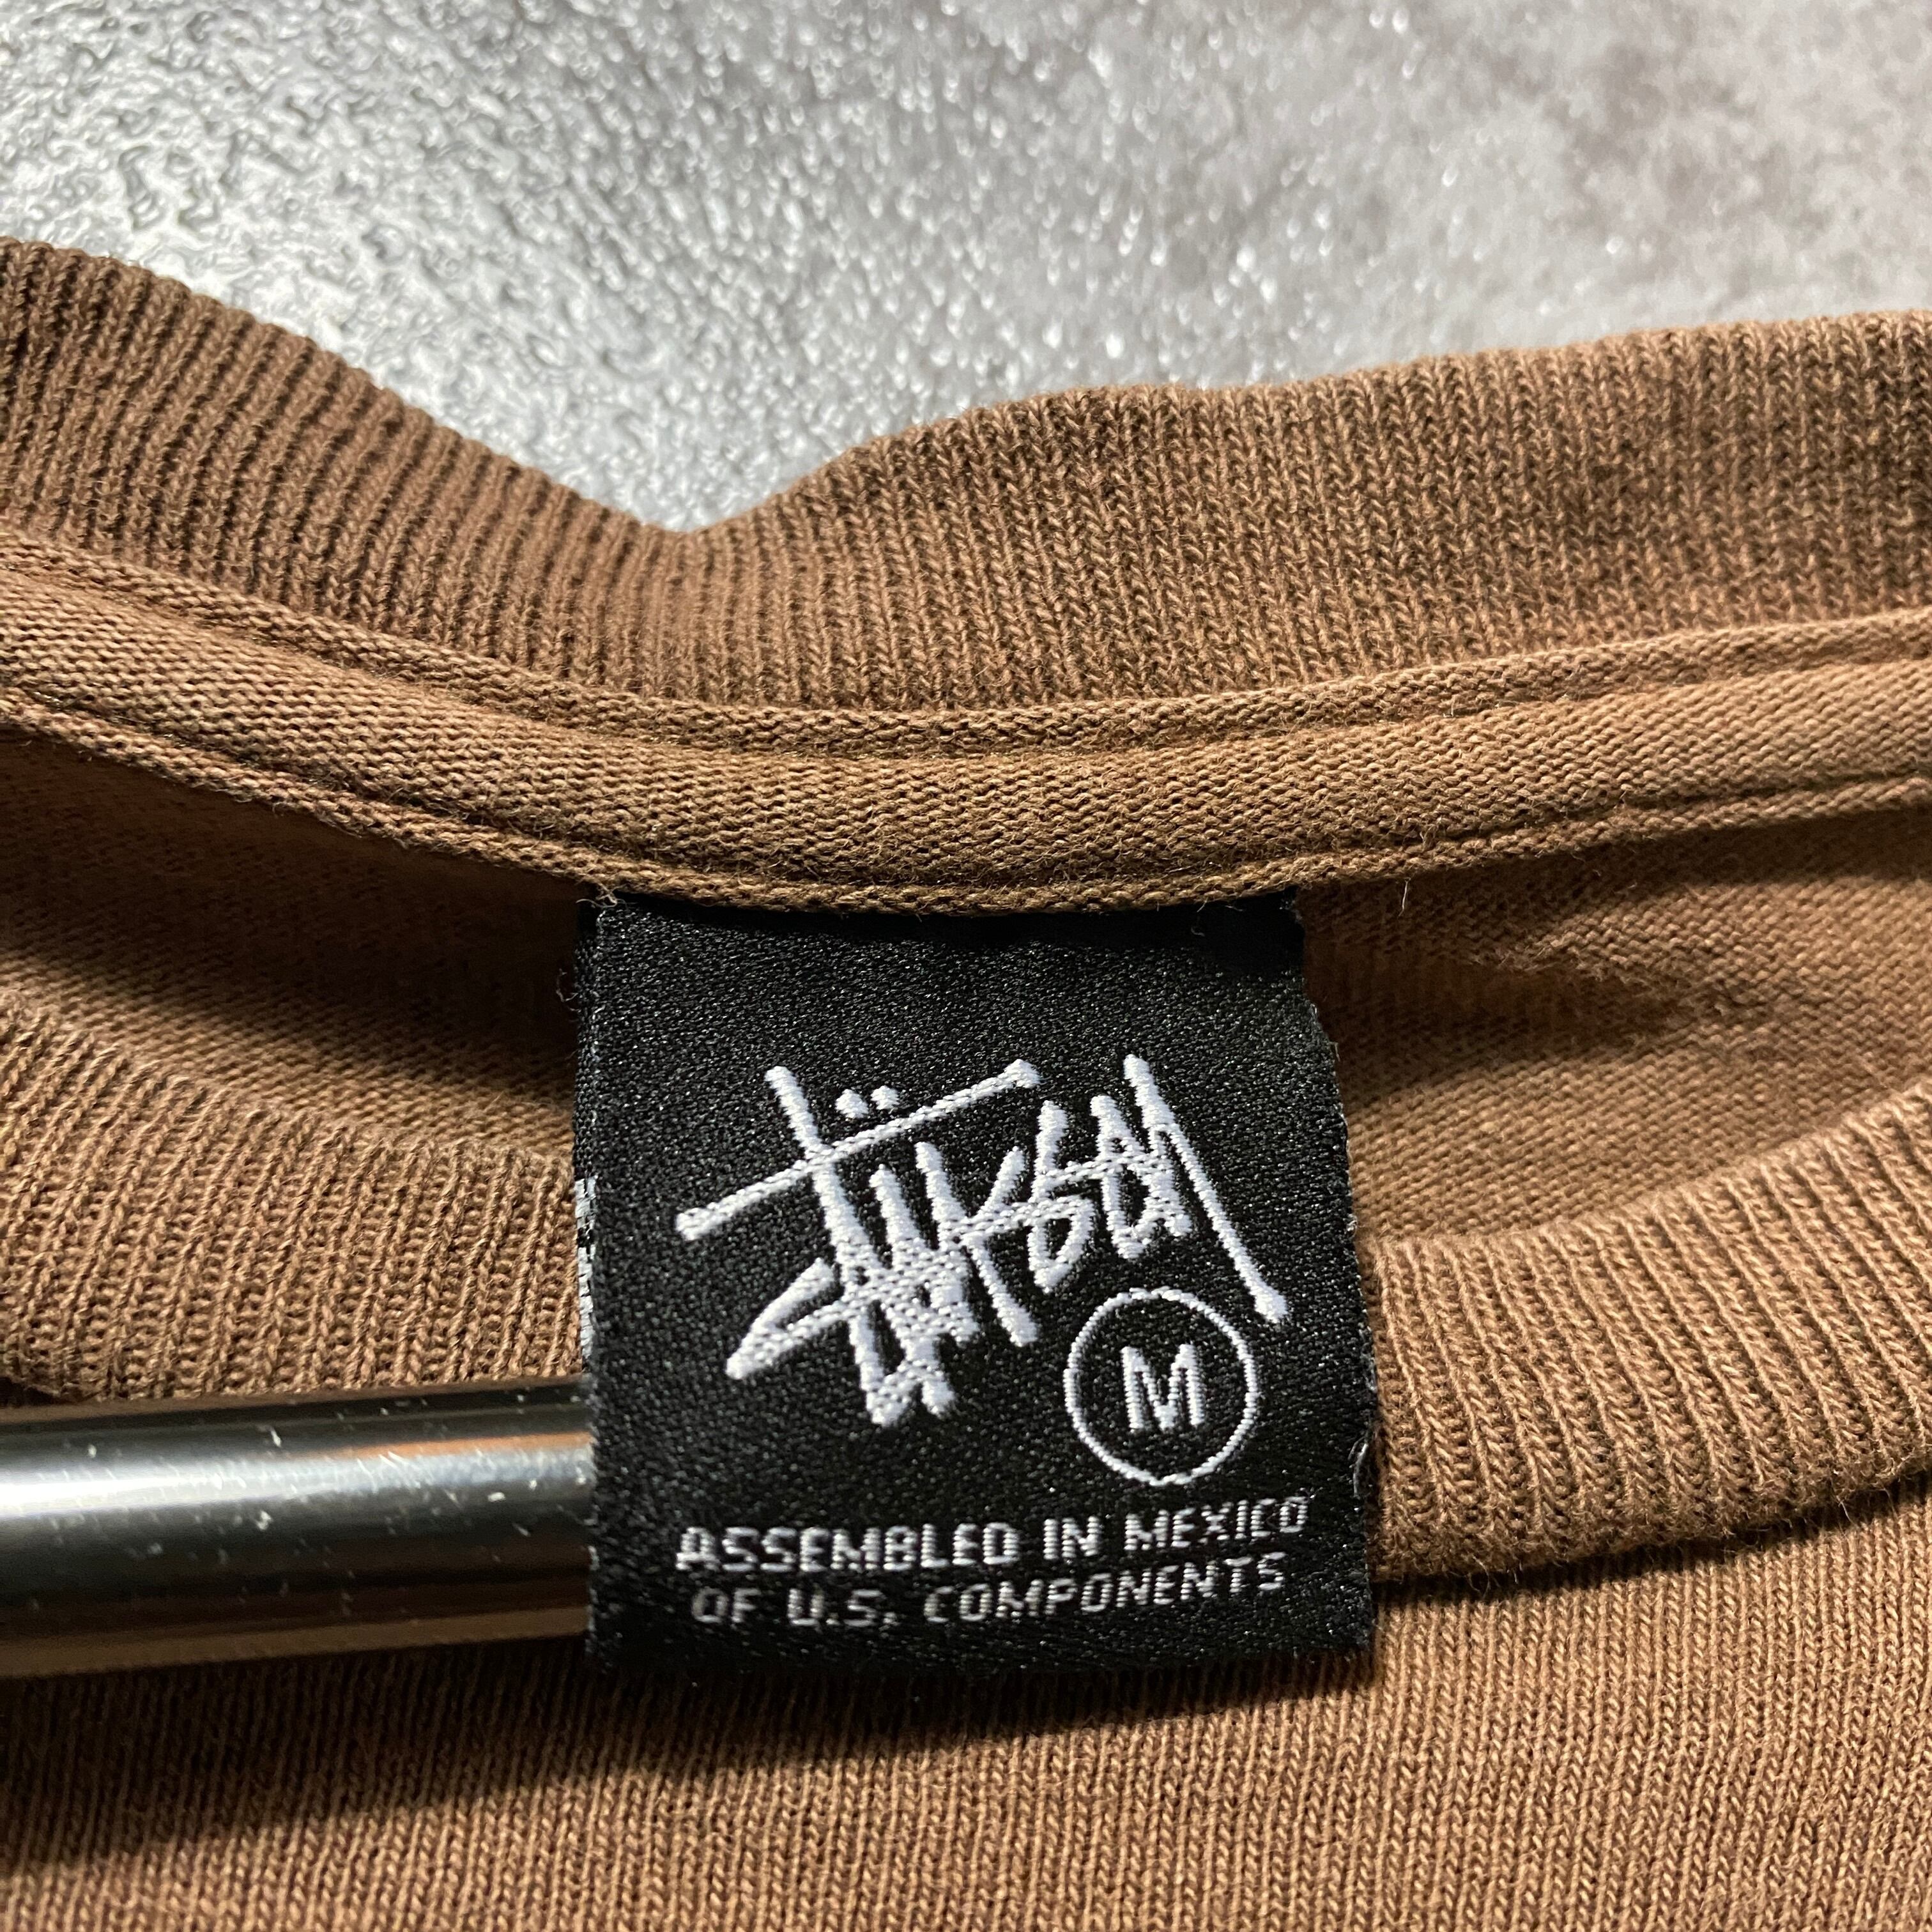 Stüssy
M
ASSEMBLED IN MEXICO
OF U.S. COMPONENTS